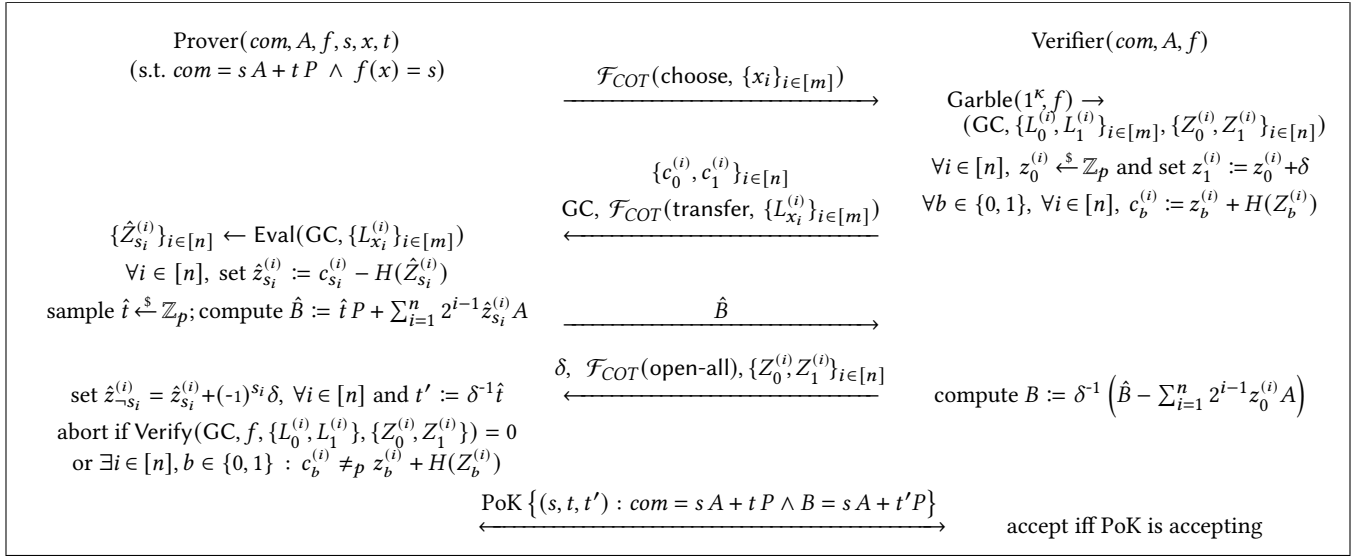 Prover(com, A, f, s, x, t)
(s.t. com = s A + t P ∧ f(x) = s)
Verifier(com, A, f)
ℱ_COT(choose, {x_i}_{i∈[m]})
Garble(1^κ, f) →
(GC, {L_0^{(i)}, L_1^{(i)}}_{i∈[m]}, {Z_0^{(i)}, Z_1^{(i)}}_{i∈[n]})
∀i ∈ [n], z_0^{(i)} ←$ ℤ_p and set z_1^{(i)} := z_0^{(i)}+δ
∀b ∈ {0, 1}, ∀i ∈ [n], c_b^{(i)} := z_b^{(i)} + H(Z_b^{(i)})
{c_0^{(i)}, c_1^{(i)}}_{i∈[n]}
GC, ℱ_COT(transfer, {L_{x_i}^{(i)}}_{i∈[m]})
{Ẑ_{s_i}^{(i)}}_{i∈[n]} ← Eval(GC, {L_{x_i}^{(i)}}_{i∈[m]})
∀i ∈ [n], set ẑ_{s_i}^{(i)} := c_{s_i}^{(i)} − H(Ẑ_{s_i}^{(i)})
sample t̂ ←$ ℤ_p; compute B̂ := t̂ P + ∑_{i=1}^n 2^{i−1} ẑ_{s_i}^{(i)} A
B̂
δ, ℱ_COT(open-all), {Z_0^{(i)}, Z_1^{(i)}}_{i∈[n]}
set ẑ_{¬s_i}^{(i)} = ẑ_{s_i}^{(i)}+(-1)^{s_i} δ, ∀i ∈ [n] and t′ := δ^{-1} t̂
compute B := δ^{-1} (B̂ − ∑_{i=1}^n 2^{i−1} z_0^{(i)} A)
abort if Verify(GC, f, {L_0^{(i)}, L_1^{(i)}}, {Z_0^{(i)}, Z_1^{(i)}}) = 0
or ∃i ∈ [n], b ∈ {0, 1} : c_b^{(i)} ≠_p z_b^{(i)} + H(Z_b^{(i)})
PoK {(s, t, t′) : com = s A + t P ∧ B = s A + t′P}
accept iff PoK is accepting